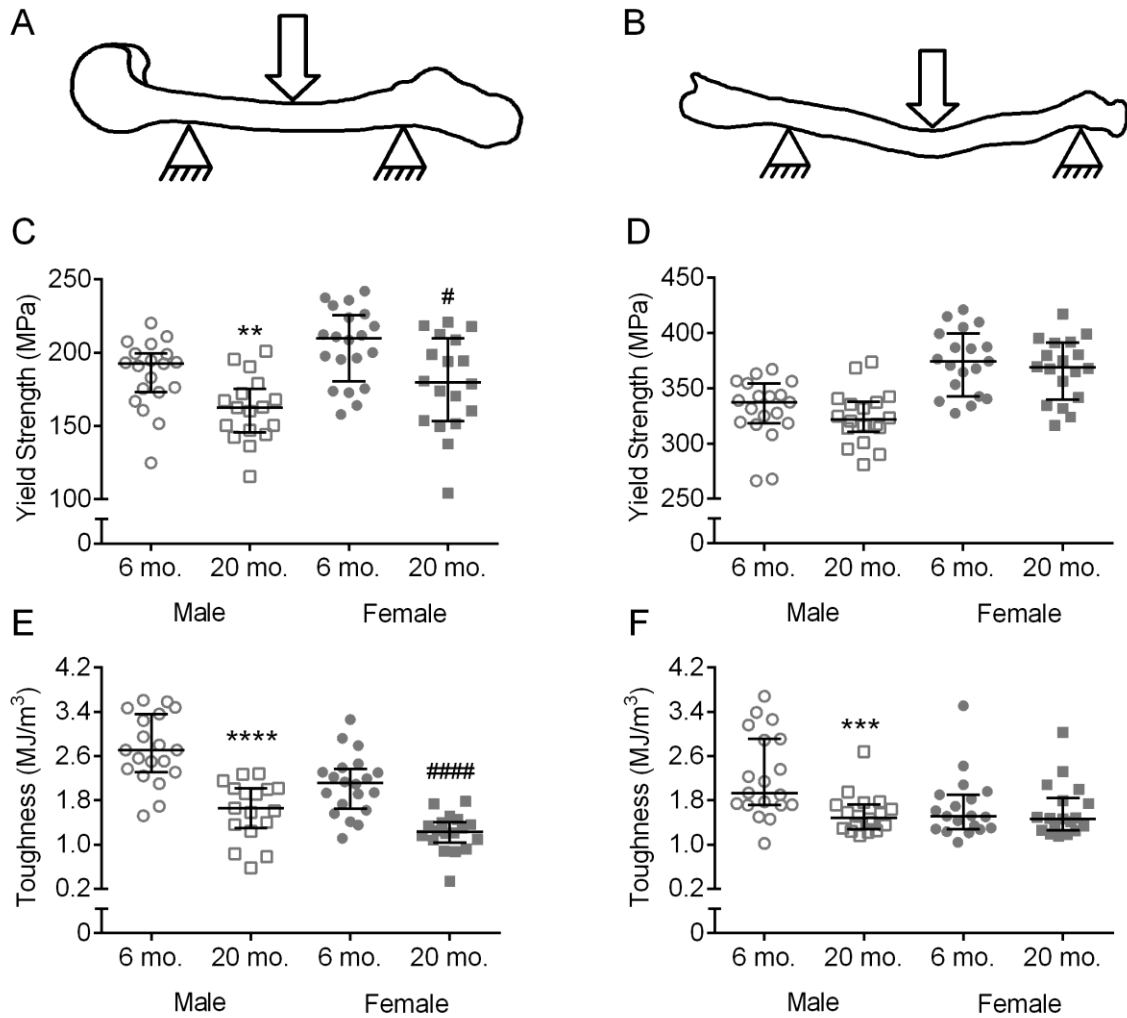 A
B
C
Yield Strength (MPa)
250
200
150
100
0
**
#
6 mo. 20 mo. 6 mo. 20 mo.
Male Female
D
Yield Strength (MPa)
450
400
350
300
250
0
6 mo. 20 mo. 6 mo. 20 mo.
Male Female
E
Toughness (MJ/m³)
4.2
3.4
2.6
1.8
1.0
0.2
0
****
####
6 mo. 20 mo. 6 mo. 20 mo.
Male Female
F
Toughness (MJ/m³)
4.2
3.4
2.6
1.8
1.0
0.2
0
***
6 mo. 20 mo. 6 mo. 20 mo.
Male Female